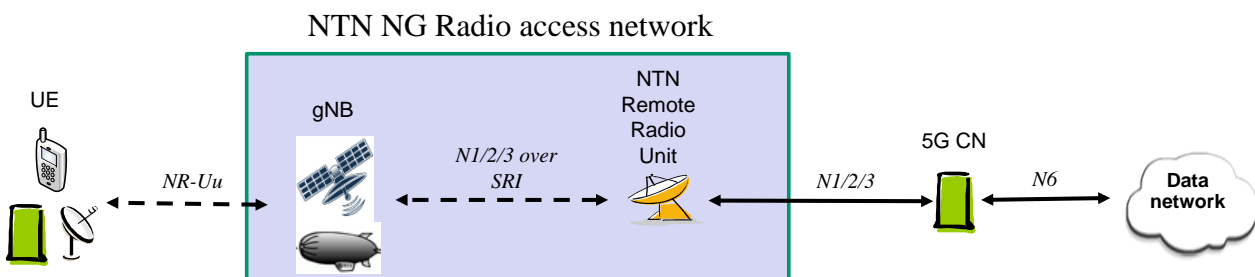 NTN NG Radio access network
UE
gNB
NTN
Remote
Radio
Unit
5G CN
NR-Uu
N1/2/3 over
SRI
N1/2/3
N6
Data
network